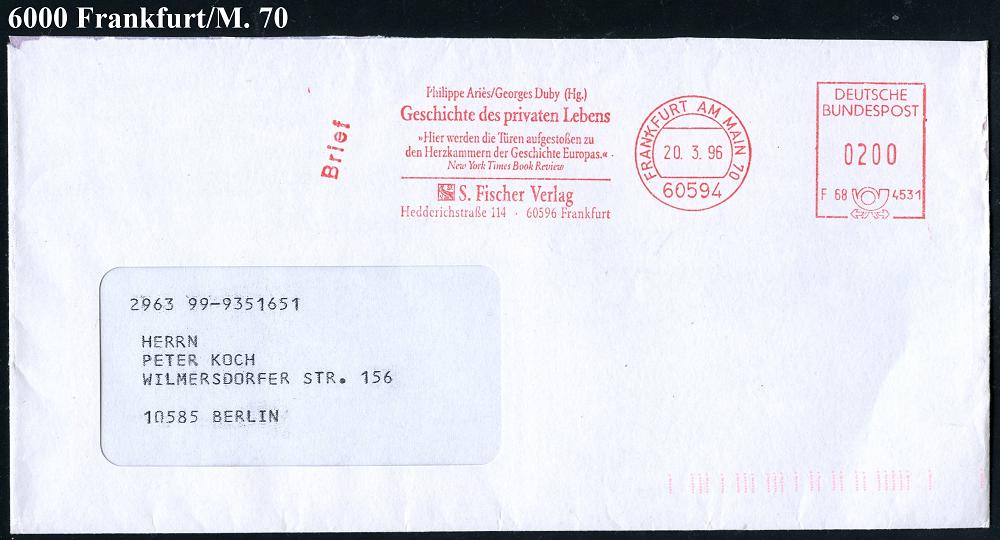 6000 Frankfurt/M. 70
Philippe Ariès/Georges Duby (Hg.)
Geschichte des privaten Lebens
»Hier werden die Türen aufgestoßen zu
den Herzkammern der Geschichte Europas.«
New York Times Book Review
S. Fischer Verlag
Hedderichstraße 114 · 60596 Frankfurt
Brief
FRANKFURT AM MAIN 70
20. 3. 96
60594
DEUTSCHE
BUNDESPOST
0200
F 68 4531
2963 99-9351651
HERRN
PETER KOCH
WILMERSDORFER STR. 156
10585 BERLIN